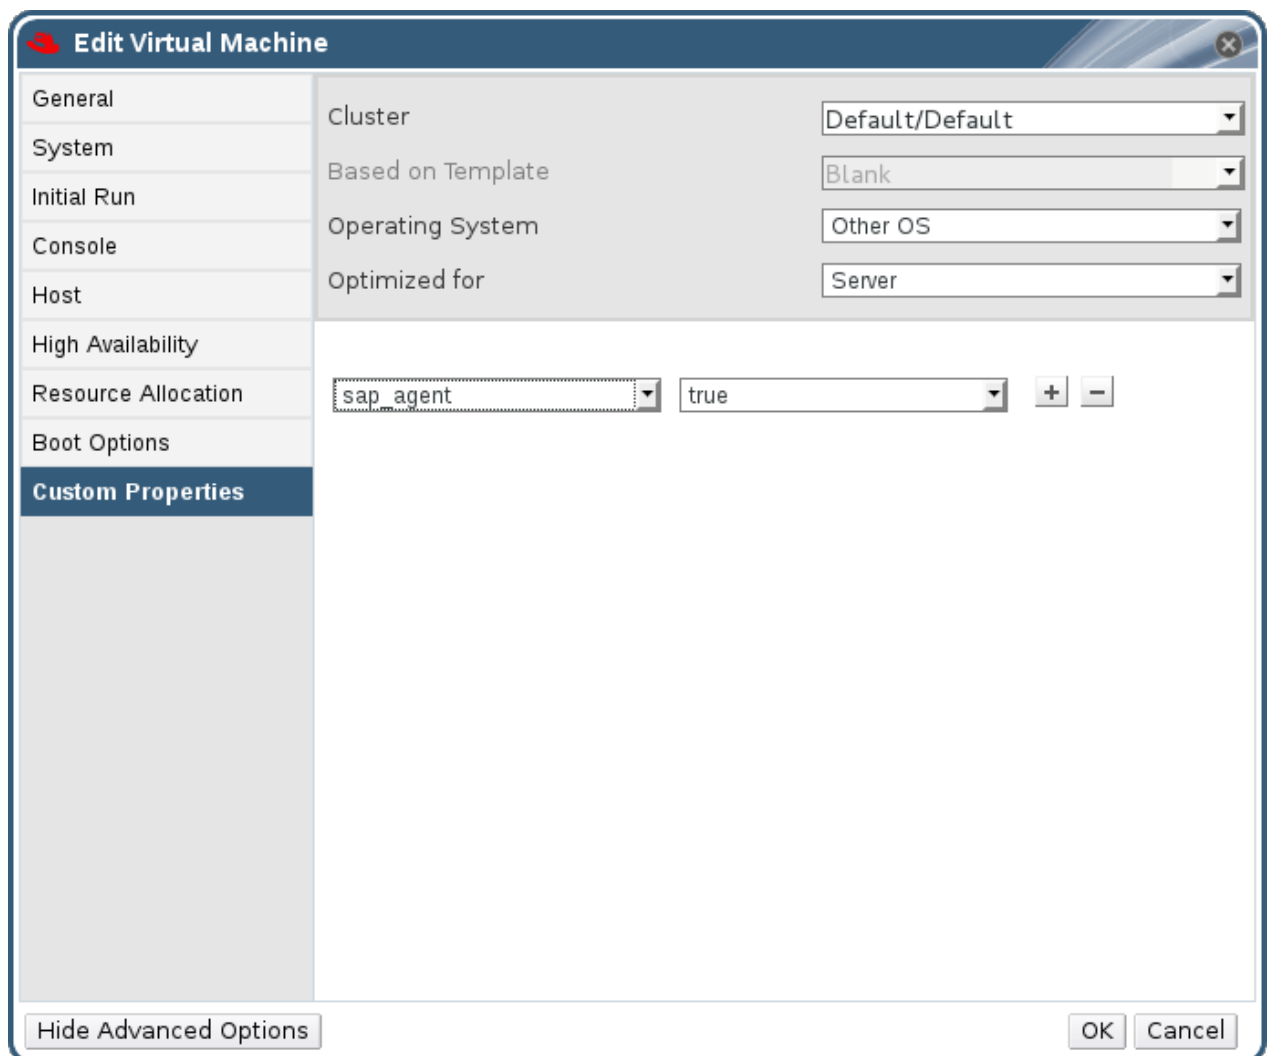 Edit Virtual Machine
General
System
Initial Run
Console
Host
High Availability
Resource Allocation
Boot Options
Custom Properties
Cluster Default/Default
Based on Template Blank
Operating System Other OS
Optimized for Server
sap_agent true + −
Hide Advanced Options OK Cancel